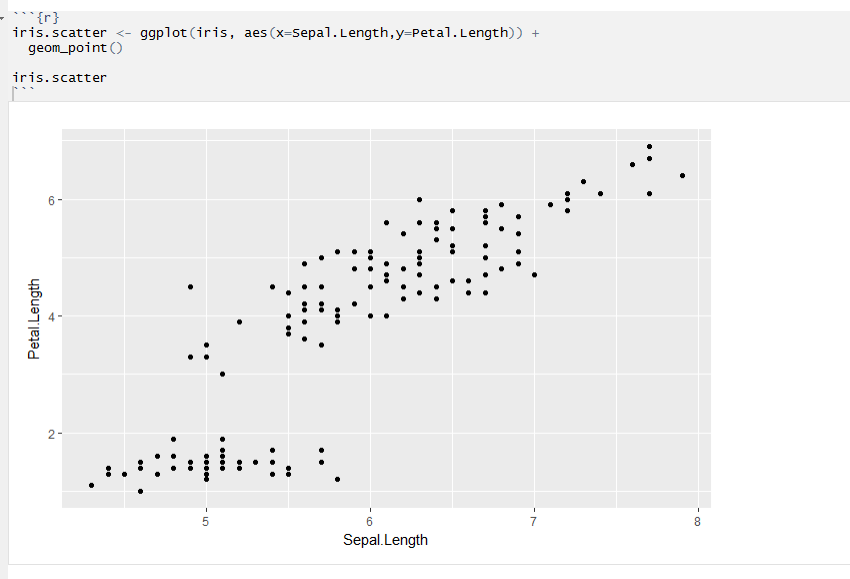 ```{r}
iris.scatter <- ggplot(iris, aes(x=Sepal.Length,y=Petal.Length)) +
  geom_point()
iris.scatter
```
6
4
2
Petal.Length
5 6 7 8
Sepal.Length